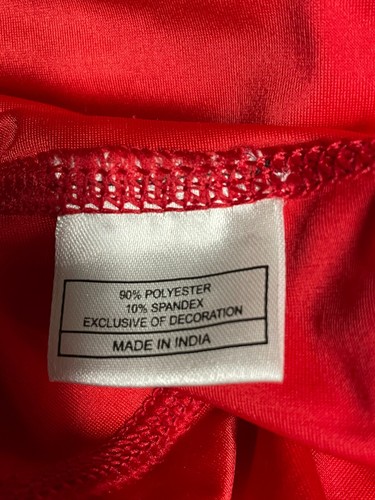 90% POLYESTER
10% SPANDEX
EXCLUSIVE OF DECORATION
MADE IN INDIA